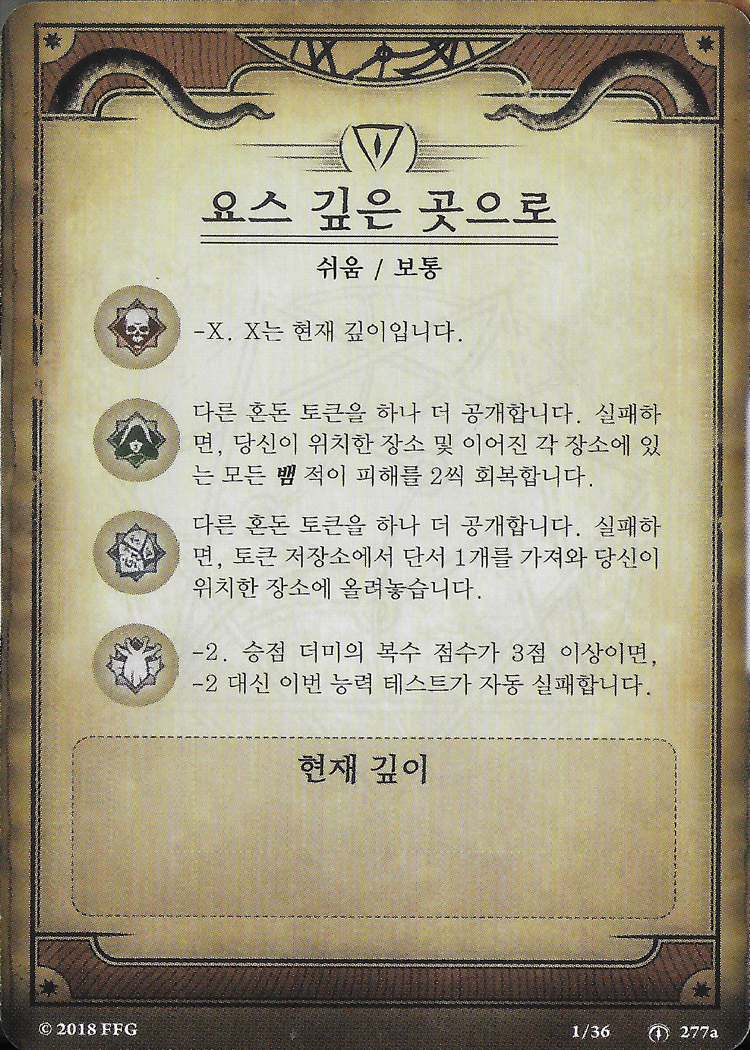 요스 깊은 곳으로
쉬움 / 보통
-X. X는 현재 깊이입니다.
다른 혼돈 토큰을 하나 더 공개합니다. 실패하
면, 당신이 위치한 장소 및 이어진 각 장소에 있
는 모든 뱀 적이 피해를 2씩 회복합니다.
다른 혼돈 토큰을 하나 더 공개합니다. 실패하
면, 토큰 저장소에서 단서 1개를 가져와 당신이
위치한 장소에 올려놓습니다.
-2. 승점 더미의 복수 점수가 3점 이상이면,
-2 대신 이번 능력 테스트가 자동 실패합니다.
현재 깊이
© 2018 FFG 1/36 277a